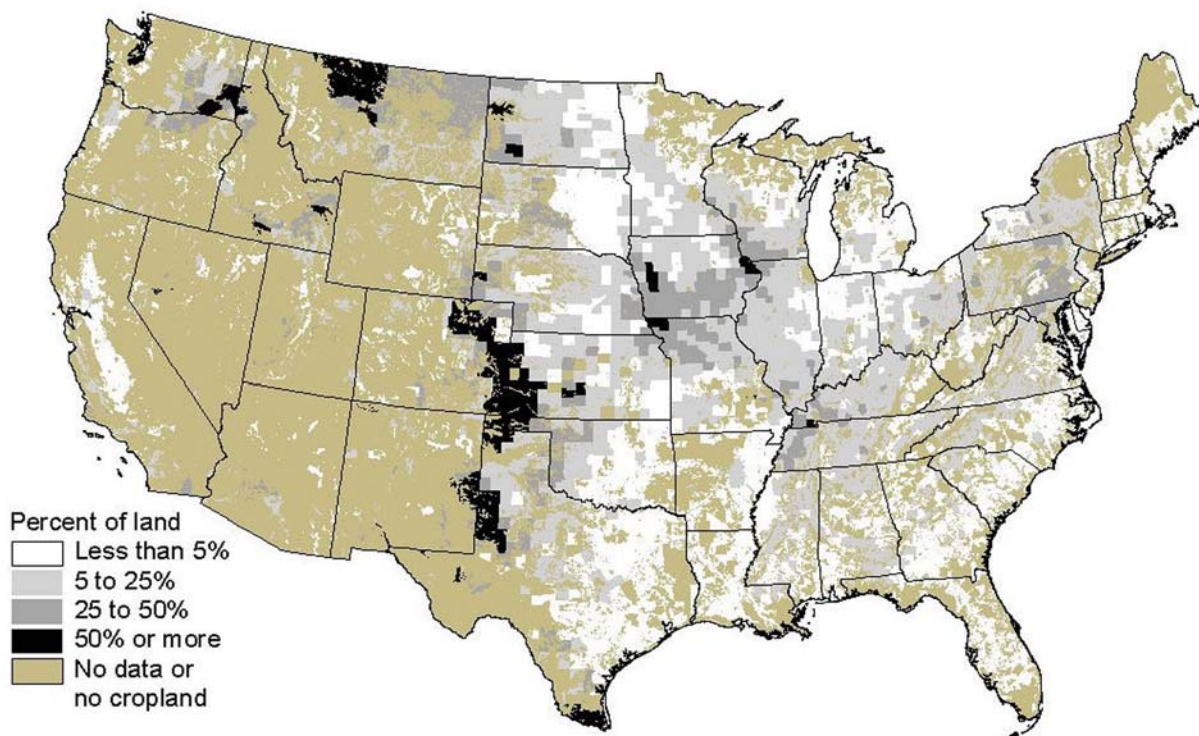 Percent of land
Less than 5%
5 to 25%
25 to 50%
50% or more
No data or
no cropland